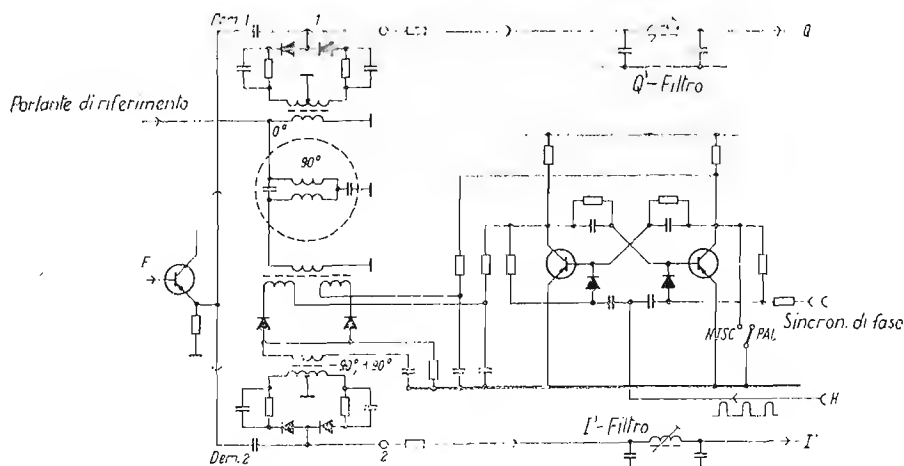 Dem.1
1
Q
Q'-Filtro
Portante di riferimento
0°
90°
F
Sincron. di fase
NTSC
PAL
-90°, +90°
H
I'-Filtro
Dem.2
2
I'